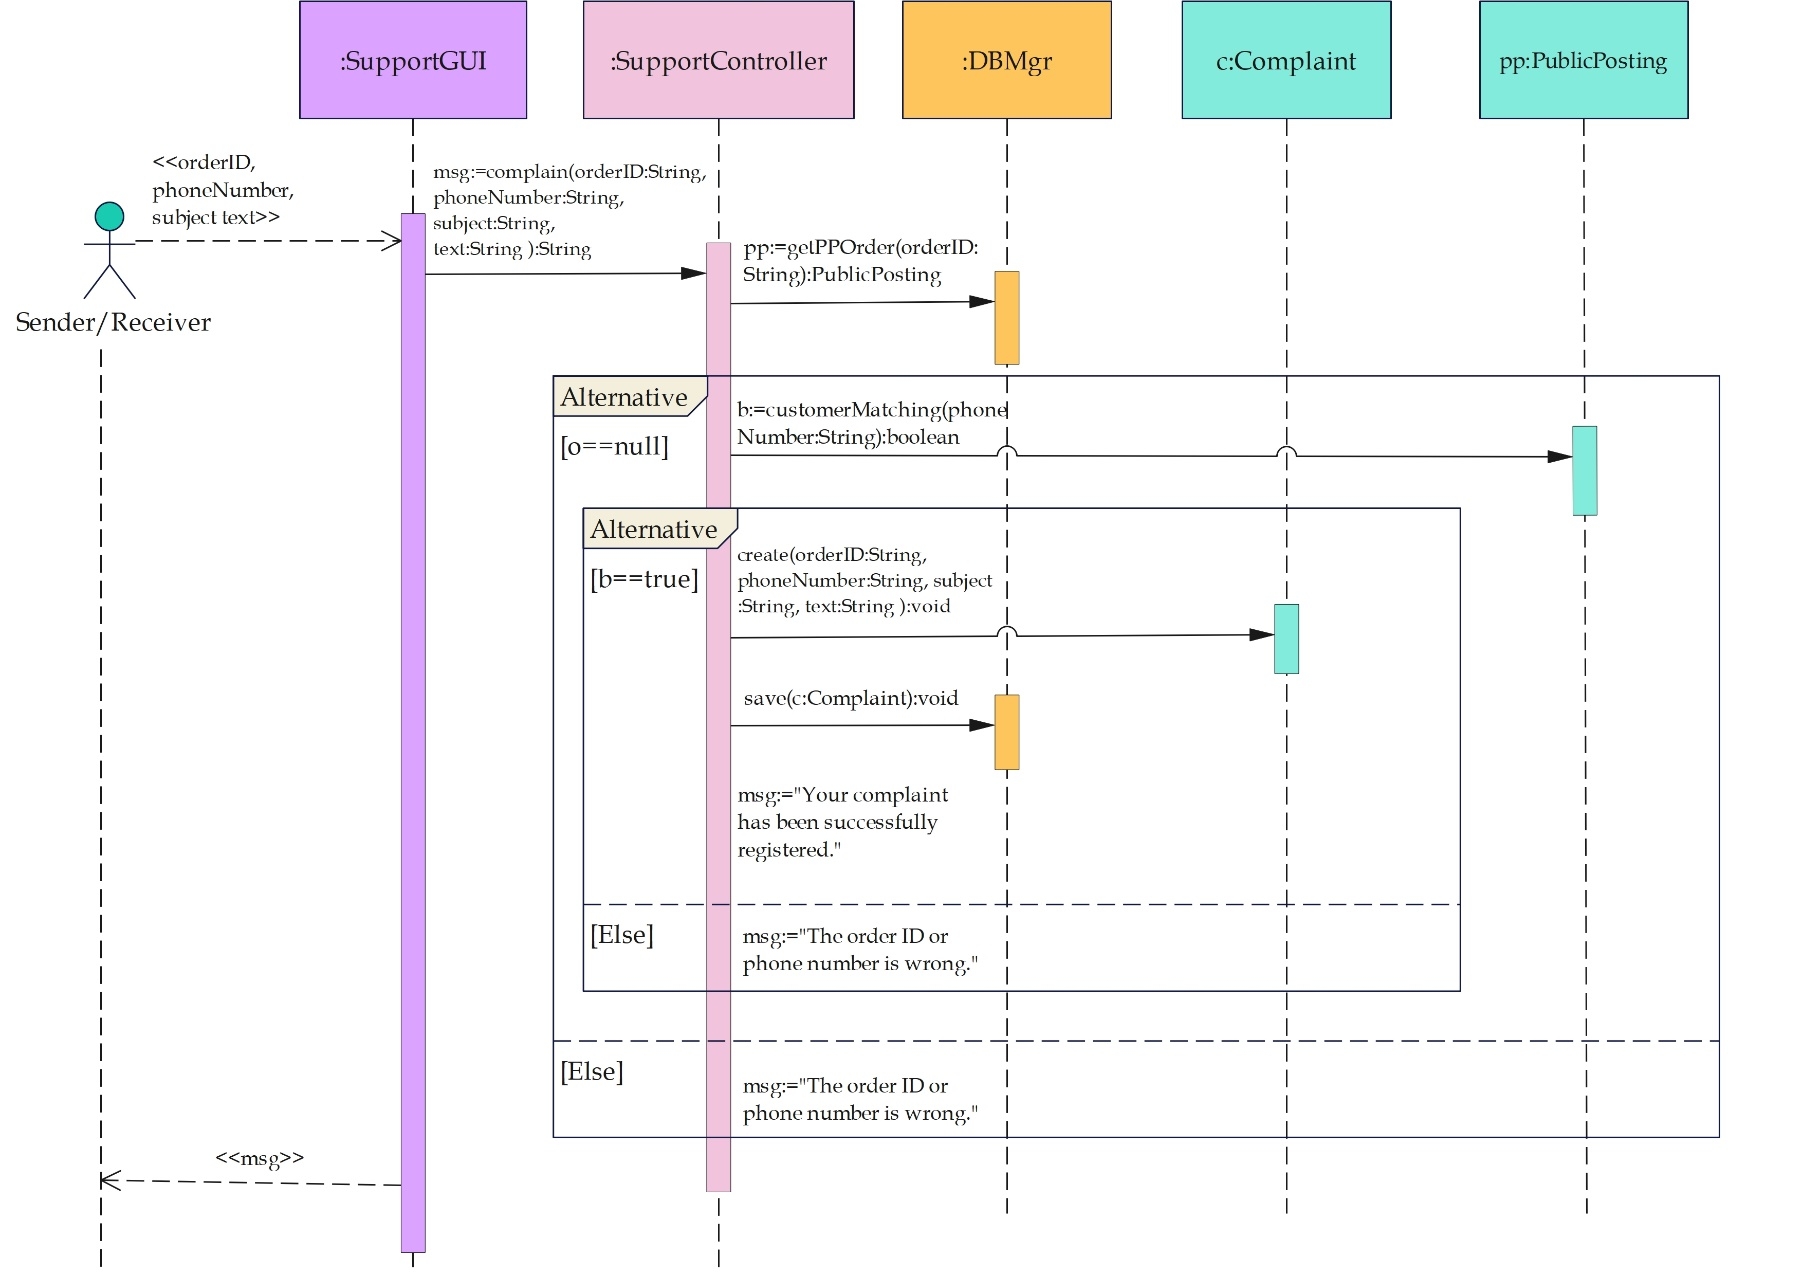 :SupportGUI
:SupportController
:DBMgr
c:Complaint
pp:PublicPosting
<<orderID,
phoneNumber,
subject text>>
Sender/Receiver
msg:=complain(orderID:String,
phoneNumber:String,
subject:String,
text:String ):String
pp:=getPPOrder(orderID:
String):PublicPosting
Alternative
[o==null]
b:=customerMatching(phone
Number:String):boolean
Alternative
[b==true]
create(orderID:String,
phoneNumber:String, subject
:String, text:String ):void
save(c:Complaint):void
msg:="Your complaint
has been successfully
registered."
[Else]
msg:="The order ID or
phone number is wrong."
[Else]
msg:="The order ID or
phone number is wrong."
<<msg>>